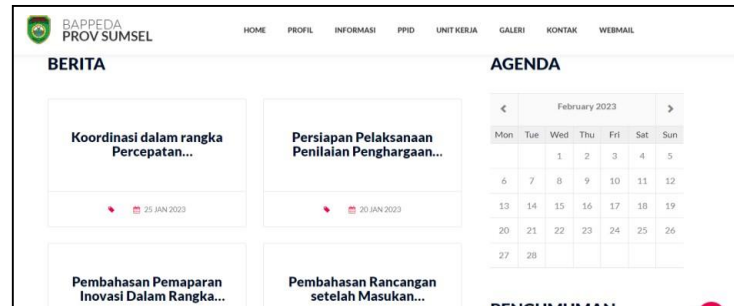 BAPPEDA
PROV SUMSEL
HOME PROFIL INFORMASI PPID UNIT KERJA GALERI KONTAK WEBMAIL
BERITA
Koordinasi dalam rangka
Percepatan...
25 JAN 2023
Persiapan Pelaksanaan
Penilaian Penghargaan...
20 JAN 2023
Pembahasan Pemaparan
Inovasi Dalam Rangka...
Pembahasan Rancangan
setelah Masukan...
AGENDA
< February 2023 >
Mon Tue Wed Thu Fri Sat Sun
1 2 3 4 5
6 7 8 9 10 11 12
13 14 15 16 17 18 19
20 21 22 23 24 25 26
27 28